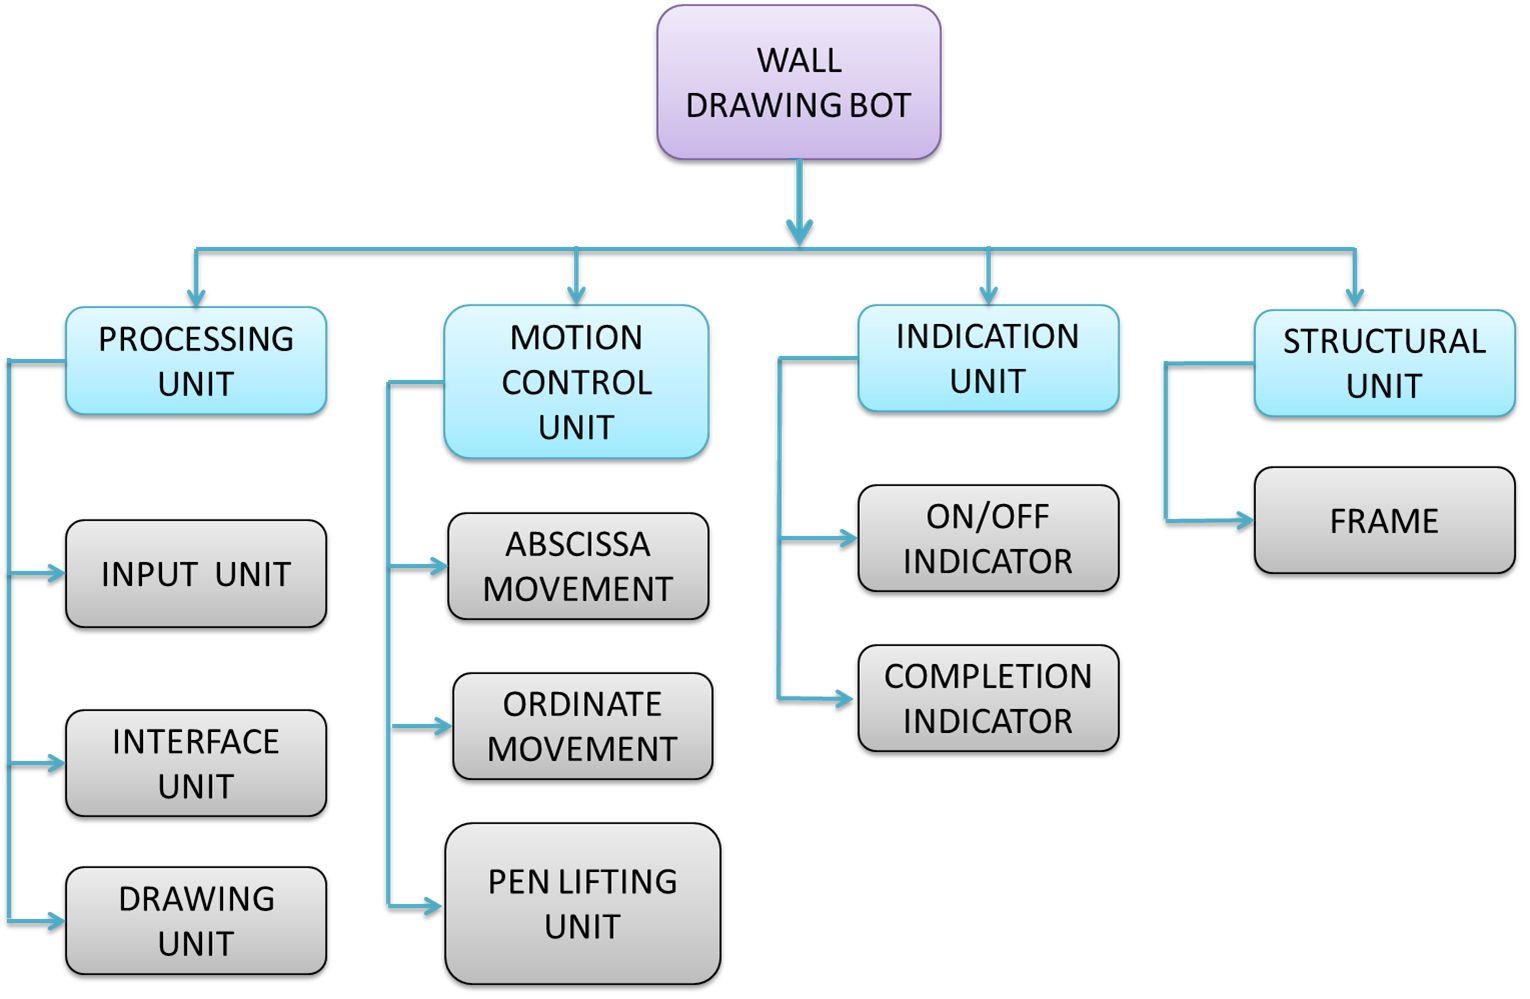 WALL
DRAWING BOT
PROCESSING
UNIT
INPUT UNIT
INTERFACE
UNIT
DRAWING
UNIT
MOTION
CONTROL
UNIT
ABSCISSA
MOVEMENT
ORDINATE
MOVEMENT
PEN LIFTING
UNIT
INDICATION
UNIT
ON/OFF
INDICATOR
COMPLETION
INDICATOR
STRUCTURAL
UNIT
FRAME